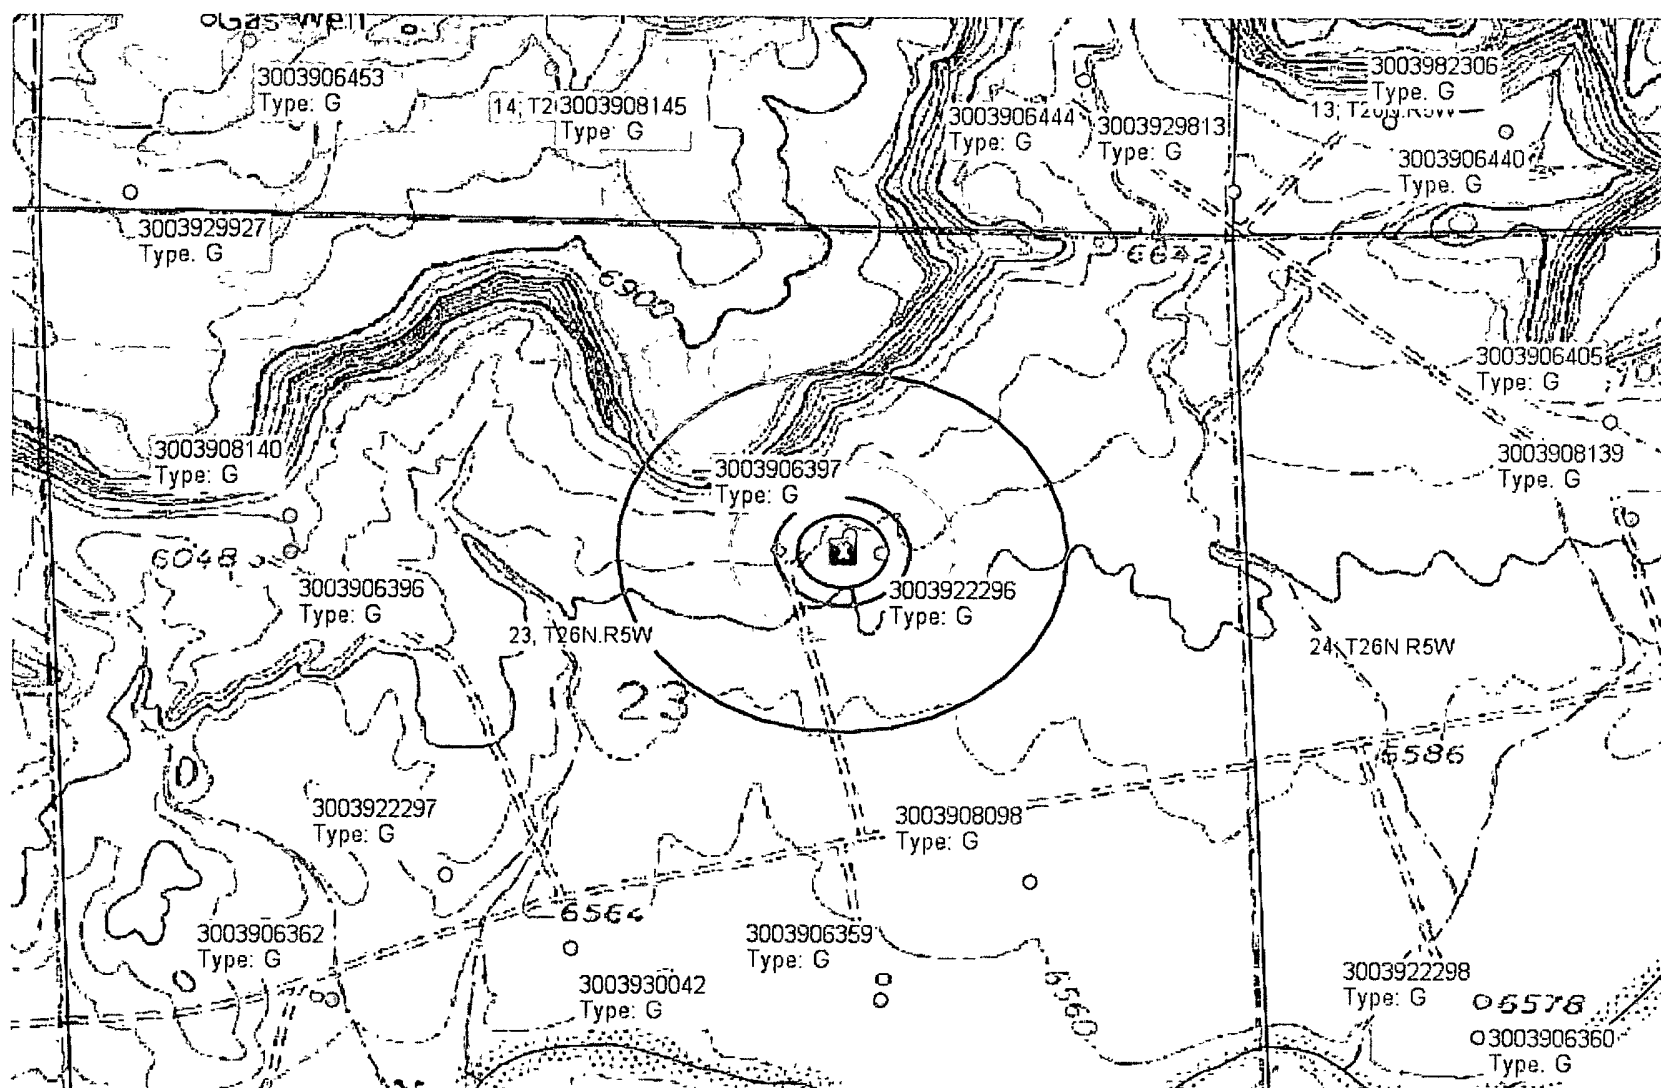 Gas Well
3003906453
Type: G
14, T2
3003908145
Type: G
3003906444
Type: G
3003929813
Type: G
3003982306
Type. G
13, T26N.R5W
3003906440
Type. G
3003929927
Type. G
6900
6642
3003906405
Type: G
3003908140
Type: G
3003906397
Type: G
3003908139
Type. G
6048
3003906396
Type: G
3003922296
Type: G
23, T26N.R5W
24, T26N R5W
23
6586
3003922297
Type: G
3003908098
Type: G
6564
3003906362
Type: G
3003906359
Type: G
3003930042
Type: G
6560
3003922298
Type: G
6578
3003906360
Type. G